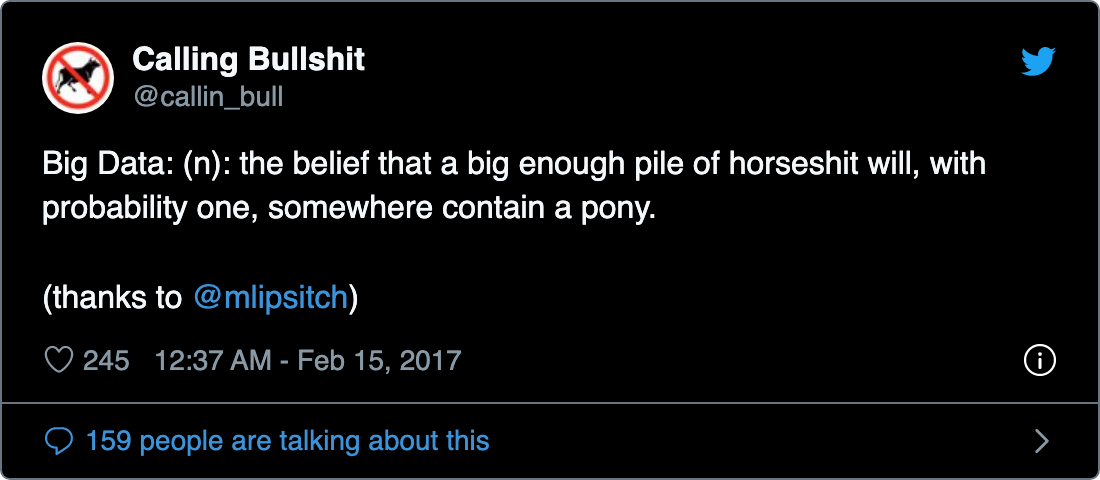 Calling Bullshit
@callin_bull
Big Data: (n): the belief that a big enough pile of horseshit will, with
probability one, somewhere contain a pony.
(thanks to @mlipsitch)
245 12:37 AM - Feb 15, 2017
159 people are talking about this